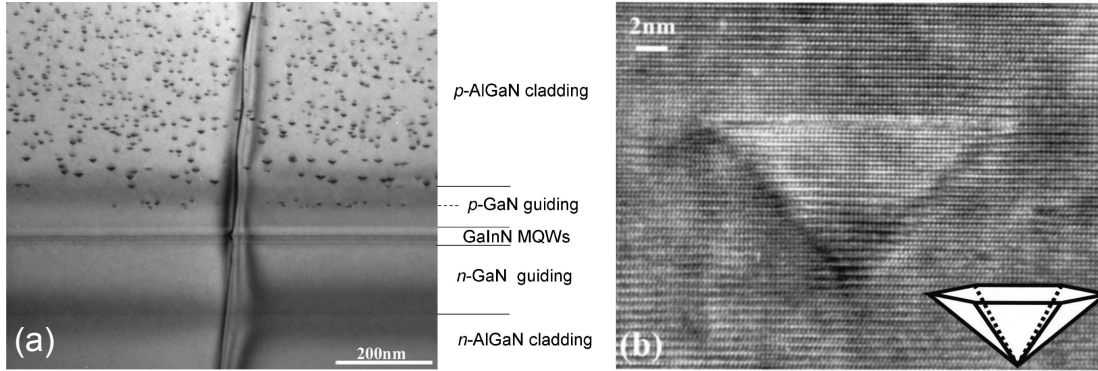 p-AlGaN cladding
p-GaN guiding
GaInN MQWs
n-GaN guiding
n-AlGaN cladding
(a)
200nm
2nm
(b)